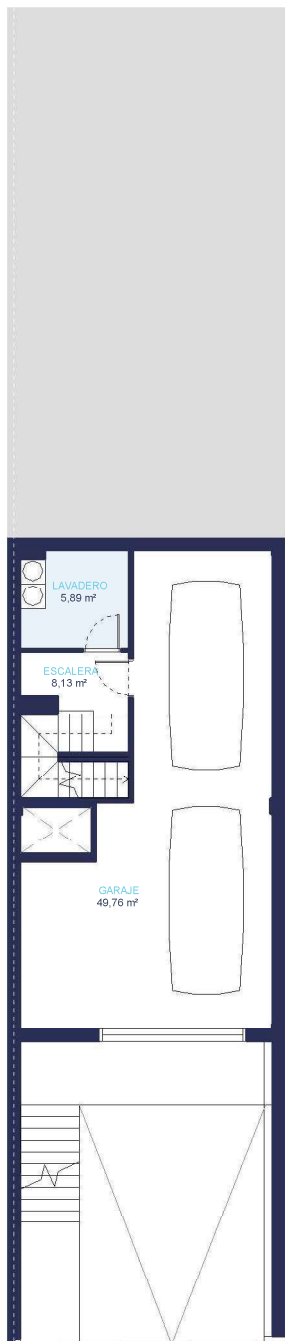 LAVADERO
5,89 m²
ESCALERA
8,13 m²
GARAJE
49,76 m²